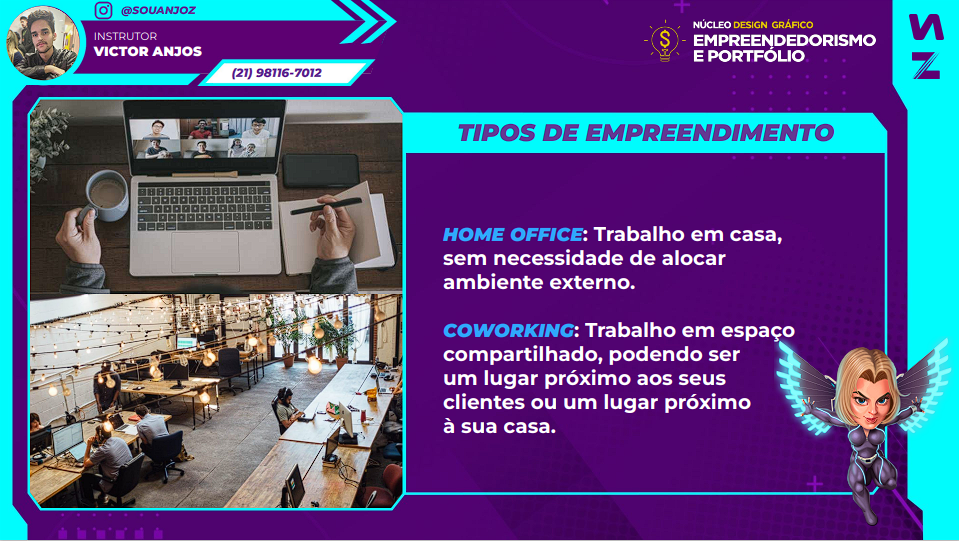 @SOUANJOZ
INSTRUTOR
VICTOR ANJOS
(21) 98116-7012
NÚCLEO DESIGN GRÁFICO
EMPREENDEDORISMO
E PORTFÓLIO
TIPOS DE EMPREENDIMENTO
HOME OFFICE: Trabalho em casa,
sem necessidade de alocar
ambiente externo.
COWORKING: Trabalho em espaço
compartilhado, podendo ser
um lugar próximo aos seus
clientes ou um lugar próximo
à sua casa.